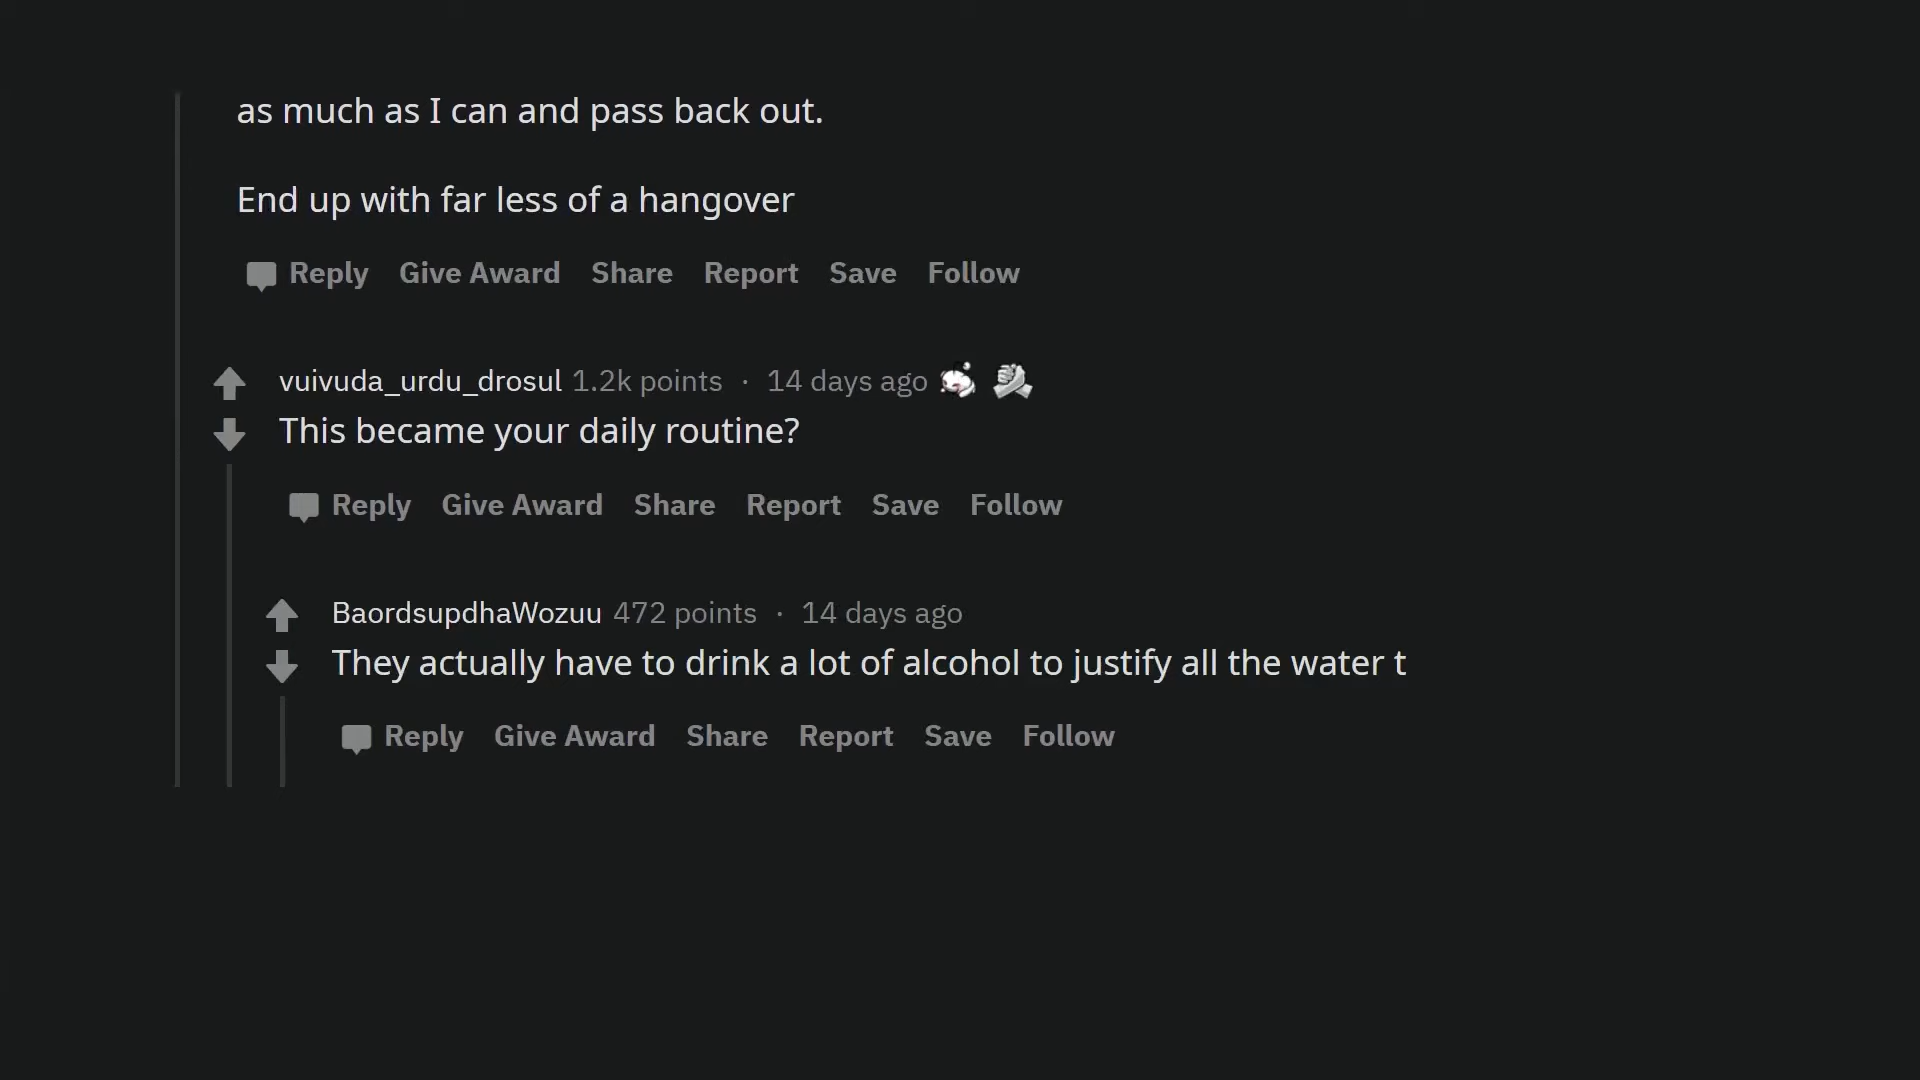 as much as I can and pass back out.
End up with far less of a hangover
Reply Give Award Share Report Save Follow
vuivuda_urdu_drosul 1.2k points · 14 days ago
This became your daily routine?
Reply Give Award Share Report Save Follow
BaordsupdhaWozuu 472 points · 14 days ago
They actually have to drink a lot of alcohol to justify all the water t
Reply Give Award Share Report Save Follow